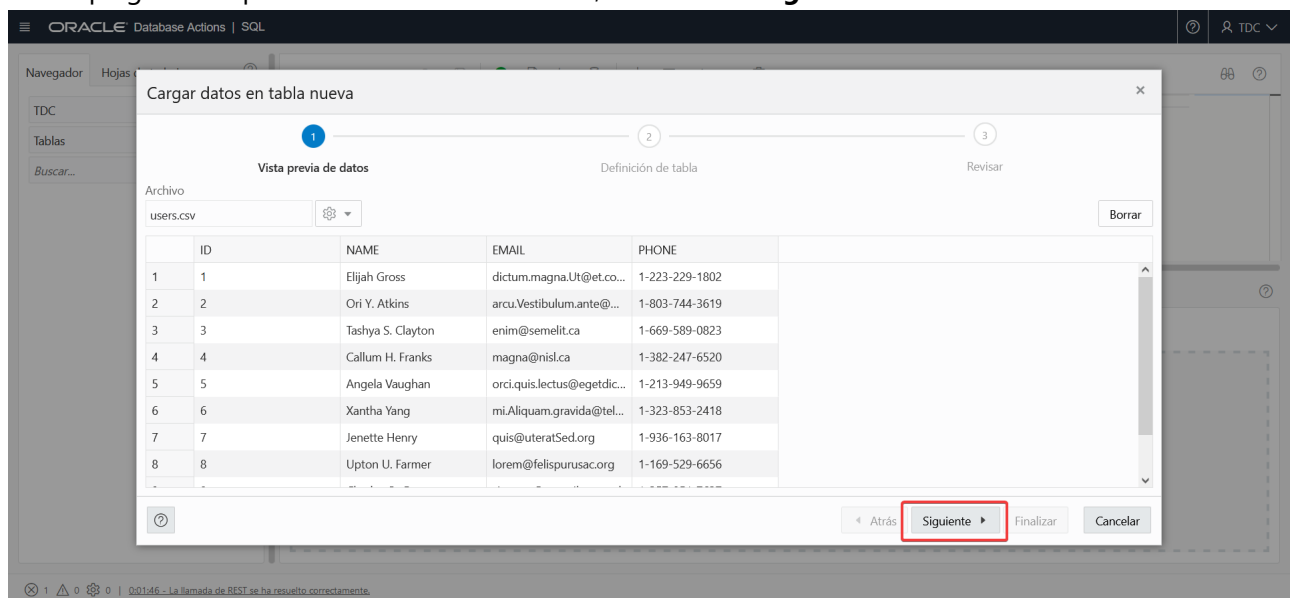 ORACLE Database Actions | SQL
TDC
Navegador Hojas
TDC
Tablas
Buscar...
Cargar datos en tabla nueva
1 2 3
Vista previa de datos Definición de tabla Revisar
Archivo
users.csv Borrar
ID NAME EMAIL PHONE
1 1 Elijah Gross dictum.magna.Ut@et.co... 1-223-229-1802
2 2 Ori Y. Atkins arcu.Vestibulum.ante@... 1-803-744-3619
3 3 Tashya S. Clayton enim@semelit.ca 1-669-589-0823
4 4 Callum H. Franks magna@nisl.ca 1-382-247-6520
5 5 Angela Vaughan orci.quis.lectus@egetdic... 1-213-949-9659
6 6 Xantha Yang mi.Aliquam.gravida@tel... 1-323-853-2418
7 7 Jenette Henry quis@uteratSed.org 1-936-163-8017
8 8 Upton U. Farmer lorem@felispurusac.org 1-169-529-6656
Atrás Siguiente Finalizar Cancelar
1 0 0 | 0:01:46 - La llamada de REST se ha resuelto correctamente.